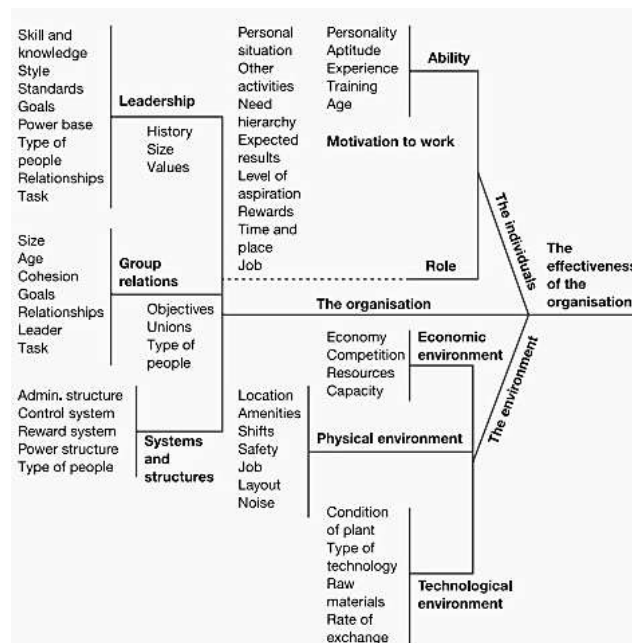 Skill and
knowledge
Style
Standards
Goals
Power base
Type of
people
Relationships
Task
Leadership
History
Size
Values
Personal
situation
Other
activities
Need
hierarchy
Expected
results
Level of
aspiration
Rewards
Time and
place
Job
Personality
Aptitude
Experience
Training
Age
Ability
Motivation to work
Role
The individuals
The
effectiveness
of the
organisation
Size
Age
Cohesion
Goals
Relationships
Leader
Task
Group
relations
Objectives
Unions
Type of
people
The organisation
Admin. structure
Control system
Reward system
Power structure
Type of people
Systems and
structures
Economy
Competition
Resources
Capacity
Economic
environment
The environment
Location
Amenities
Shifts
Safety
Job
Layout
Noise
Physical environment
Condition
of plant
Type of
technology
Raw
materials
Rate of
exchange
Technological
environment